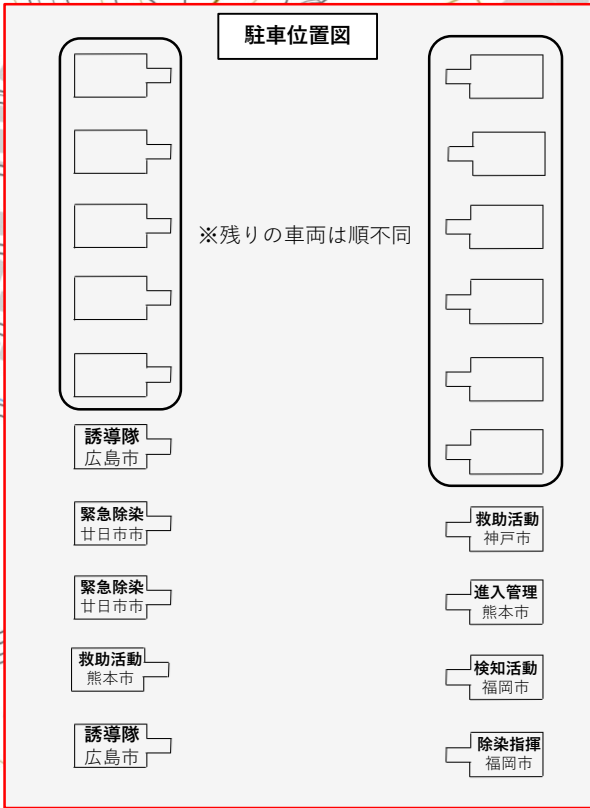 駐車位置図
※残りの車両は順不同
誘導隊
広島市
緊急除染
廿日市市
緊急除染
廿日市市
救助活動
熊本市
誘導隊
広島市
救助活動
神戸市
進入管理
熊本市
検知活動
福岡市
除染指揮
福岡市